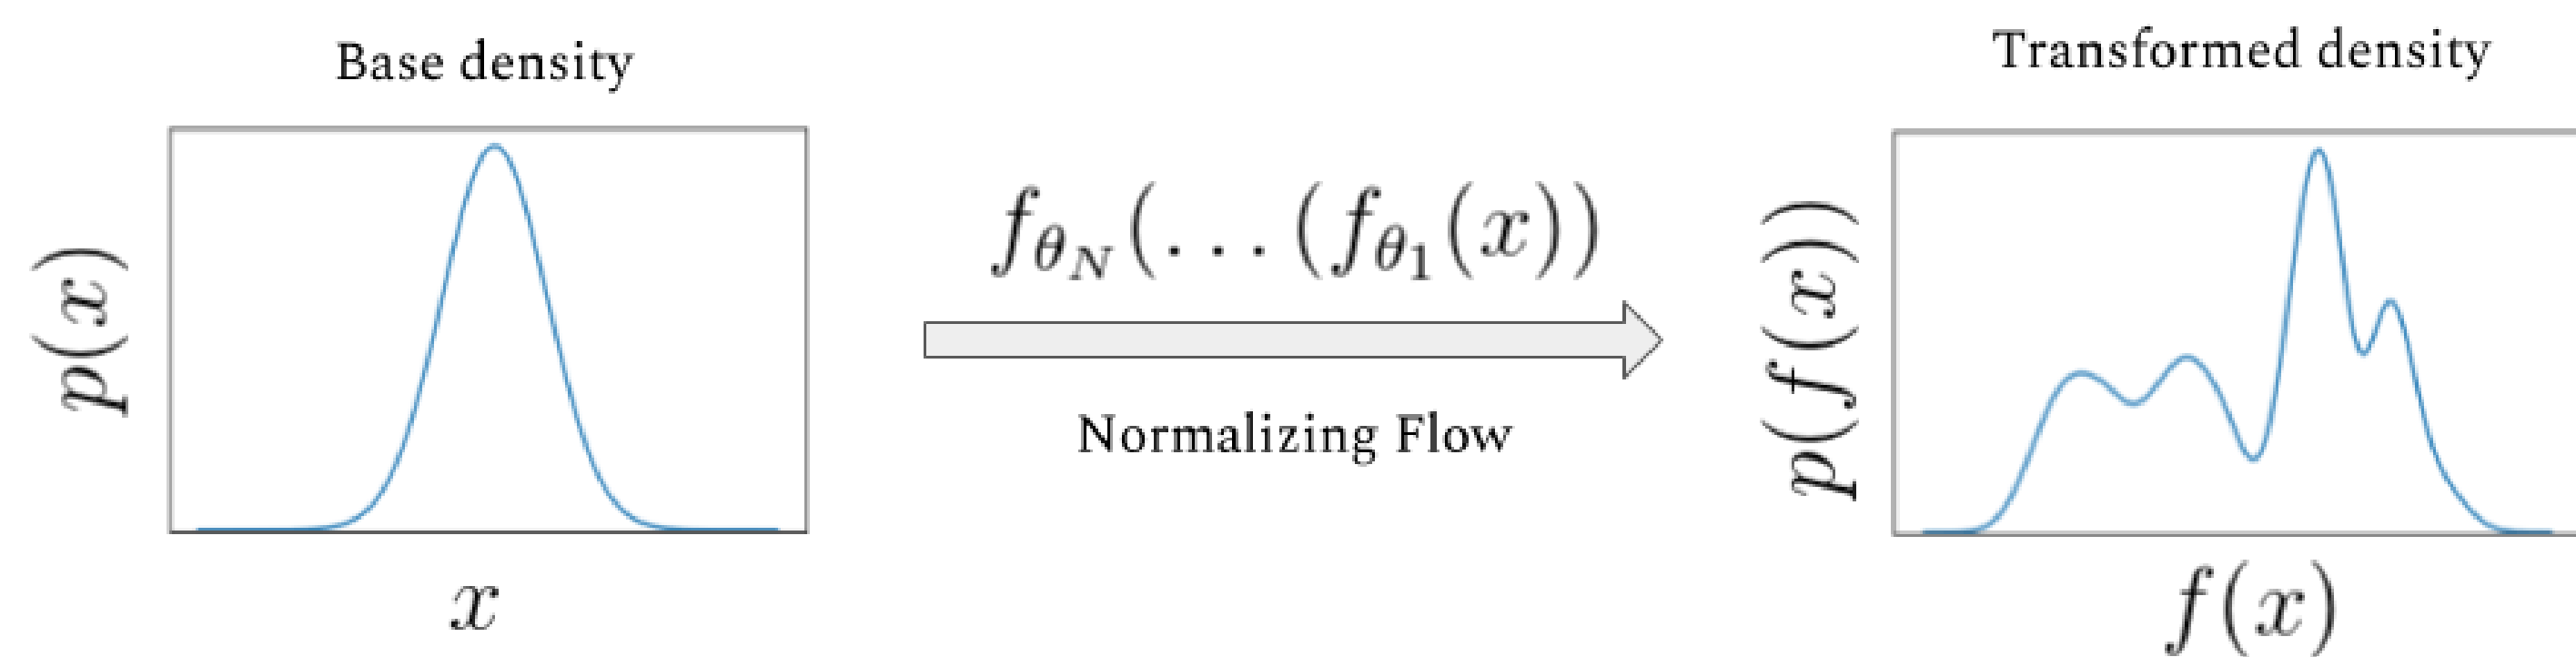 Base density
p(x)
x
f_{θ_N}(...(f_{θ_1}(x))
Normalizing Flow
Transformed density
p(f(x))
f(x)